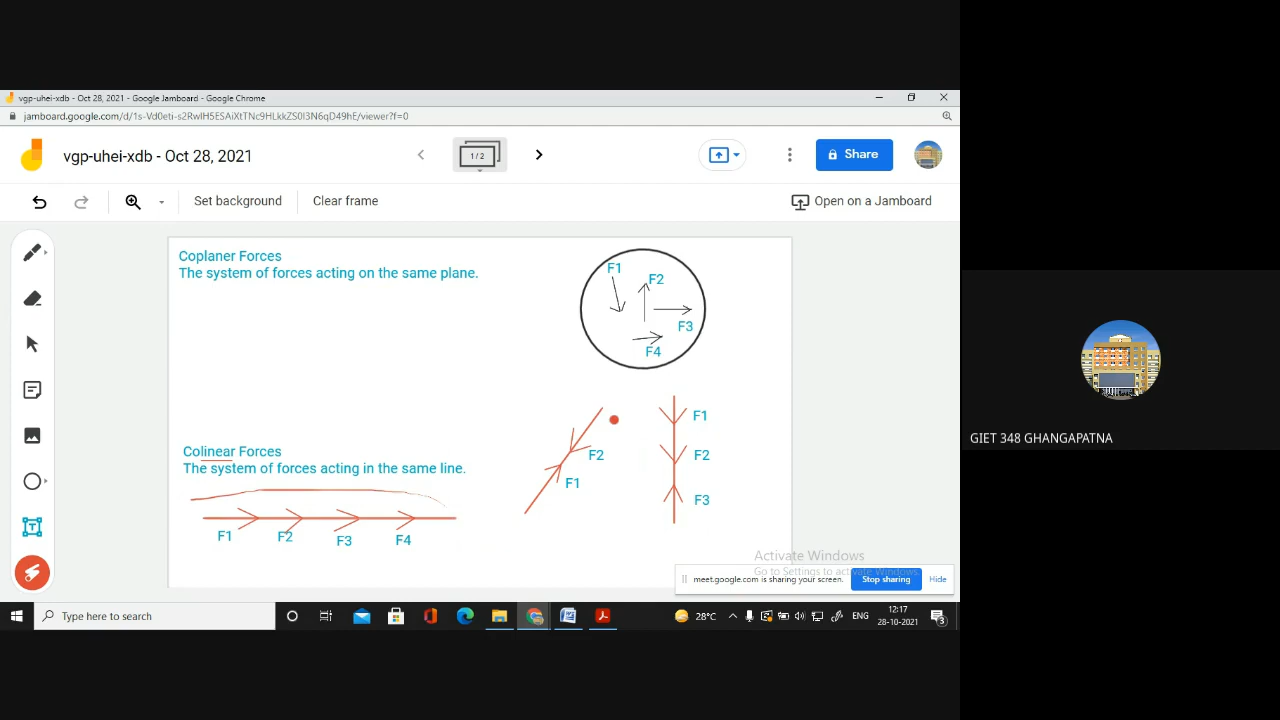 vgp-uhei-xdb - Oct 28, 2021 - Google Jamboard - Google Chrome
jamboard.google.com/d/1s-Vd0eti-s2RwIH5ESAiXtTNc9HLkkZS0I3N6qD49hE/viewer?f=0
vgp-uhei-xdb - Oct 28, 2021
1 / 2
Share
Set background
Clear frame
Open on a Jamboard
Coplaner Forces
The system of forces acting on the same plane.
F1
F2
F3
F4
Colinear Forces
The system of forces acting in the same line.
F1
F2
F3
F4
F2
F1
F1
F2
F3
GIET 348 GHANGAPATNA
Activate Windows
Go to Settings to activate Windows.
meet.google.com is sharing your screen.
Stop sharing
Hide
Type here to search
28°C
ENG
12:17
28-10-2021
3